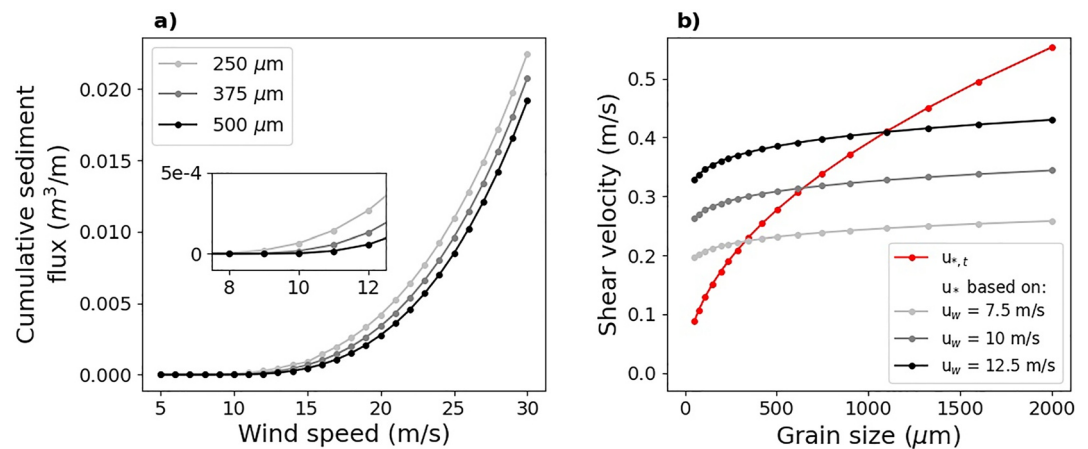 a)
250 μm
375 μm
500 μm
Cumulative sediment
flux (m³/m)
0.020
0.015
0.010
0.005
0.000
5e-4
0
8
10
12
5
10
15
20
25
30
Wind speed (m/s)
b)
Shear velocity (m/s)
0.5
0.4
0.3
0.2
0.1
0.0
u*,t
u* based on:
uw = 7.5 m/s
uw = 10 m/s
uw = 12.5 m/s
0
500
1000
1500
2000
Grain size (μm)